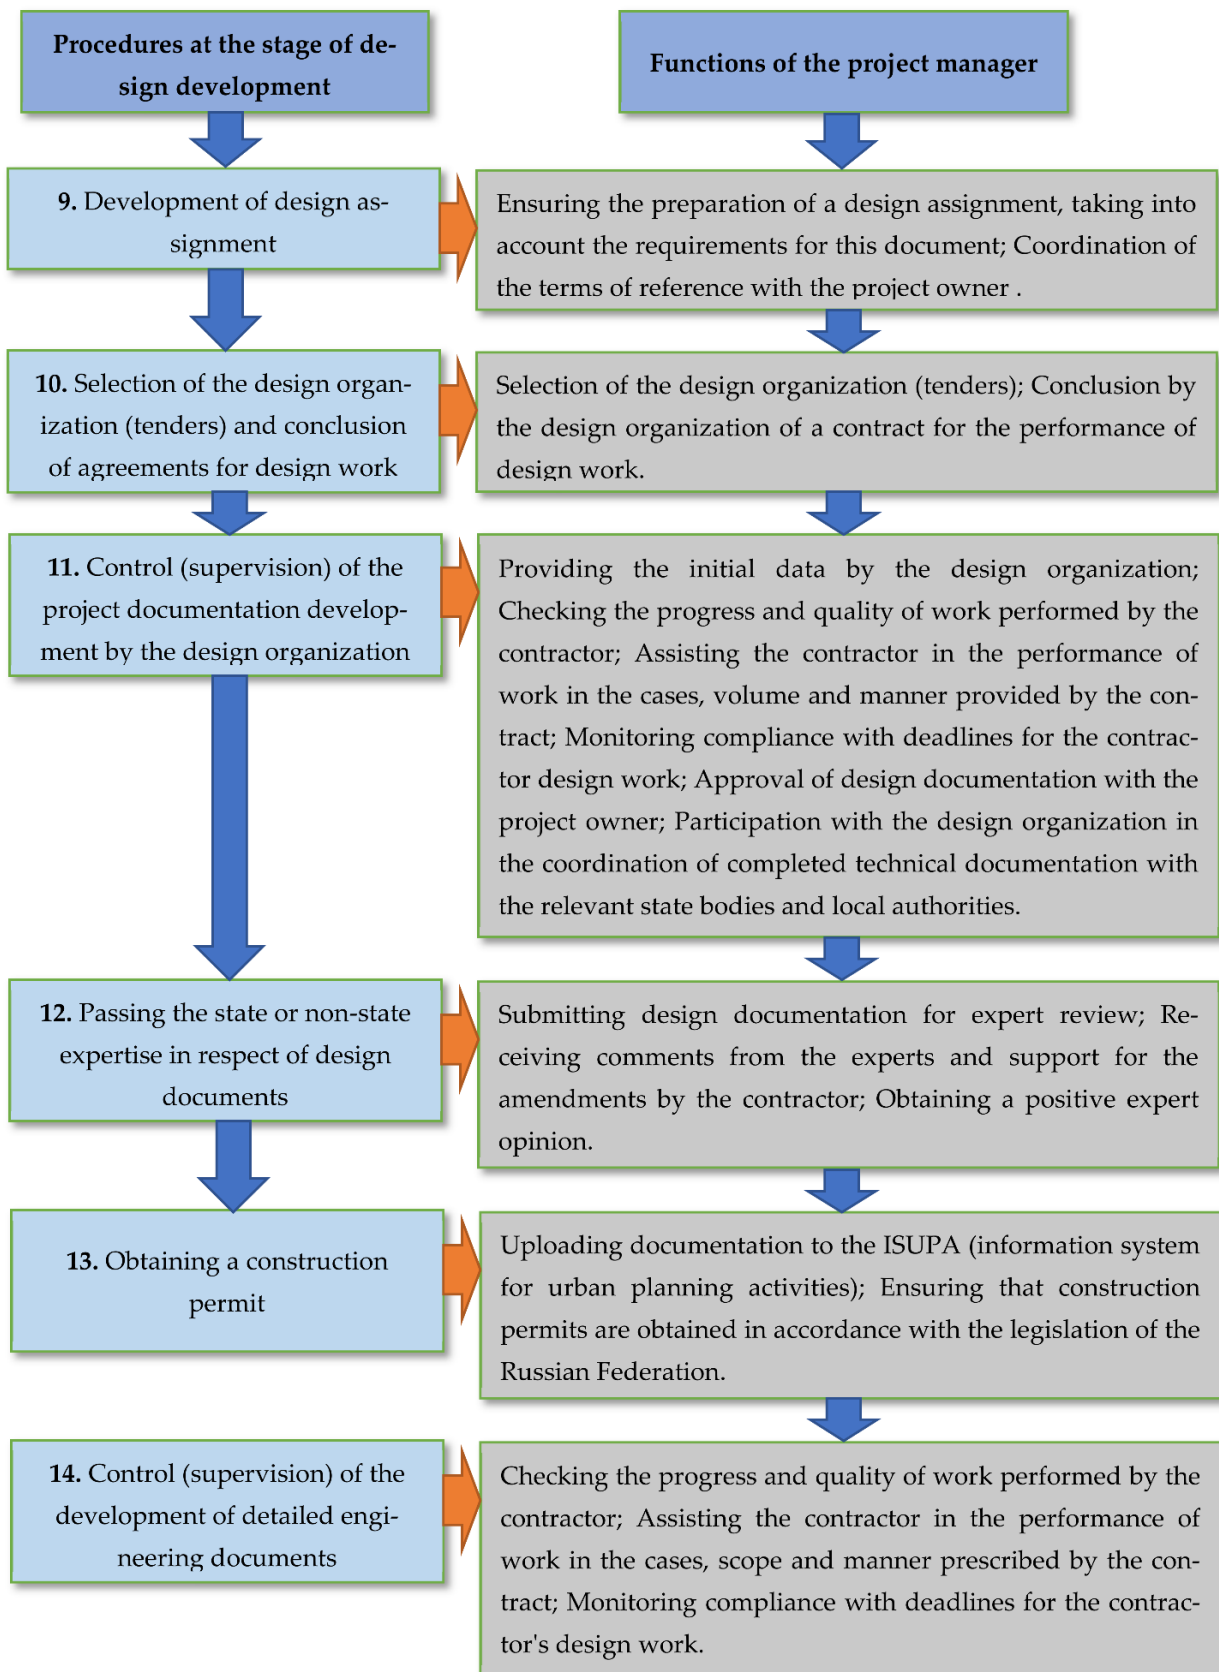 Procedures at the stage of de-
sign development
Functions of the project manager
9. Development of design as-
signment
Ensuring the preparation of a design assignment, taking into
account the requirements for this document; Coordination of
the terms of reference with the project owner .
10. Selection of the design organ-
ization (tenders) and conclusion
of agreements for design work
Selection of the design organization (tenders); Conclusion by
the design organization of a contract for the performance of
design work.
11. Control (supervision) of the
project documentation develop-
ment by the design organization
Providing the initial data by the design organization;
Checking the progress and quality of work performed by the
contractor; Assisting the contractor in the performance of
work in the cases, volume and manner provided by the con-
tract; Monitoring compliance with deadlines for the contrac-
tor design work; Approval of design documentation with the
project owner; Participation with the design organization in
the coordination of completed technical documentation with
the relevant state bodies and local authorities.
12. Passing the state or non-state
expertise in respect of design
documents
Submitting design documentation for expert review; Re-
ceiving comments from the experts and support for the
amendments by the contractor; Obtaining a positive expert
opinion.
13. Obtaining a construction
permit
Uploading documentation to the ISUPA (information system
for urban planning activities); Ensuring that construction
permits are obtained in accordance with the legislation of the
Russian Federation.
14. Control (supervision) of the
development of detailed engi-
neering documents
Checking the progress and quality of work performed by the
contractor; Assisting the contractor in the performance of
work in the cases, scope and manner prescribed by the con-
tract; Monitoring compliance with deadlines for the contrac-
tor's design work.